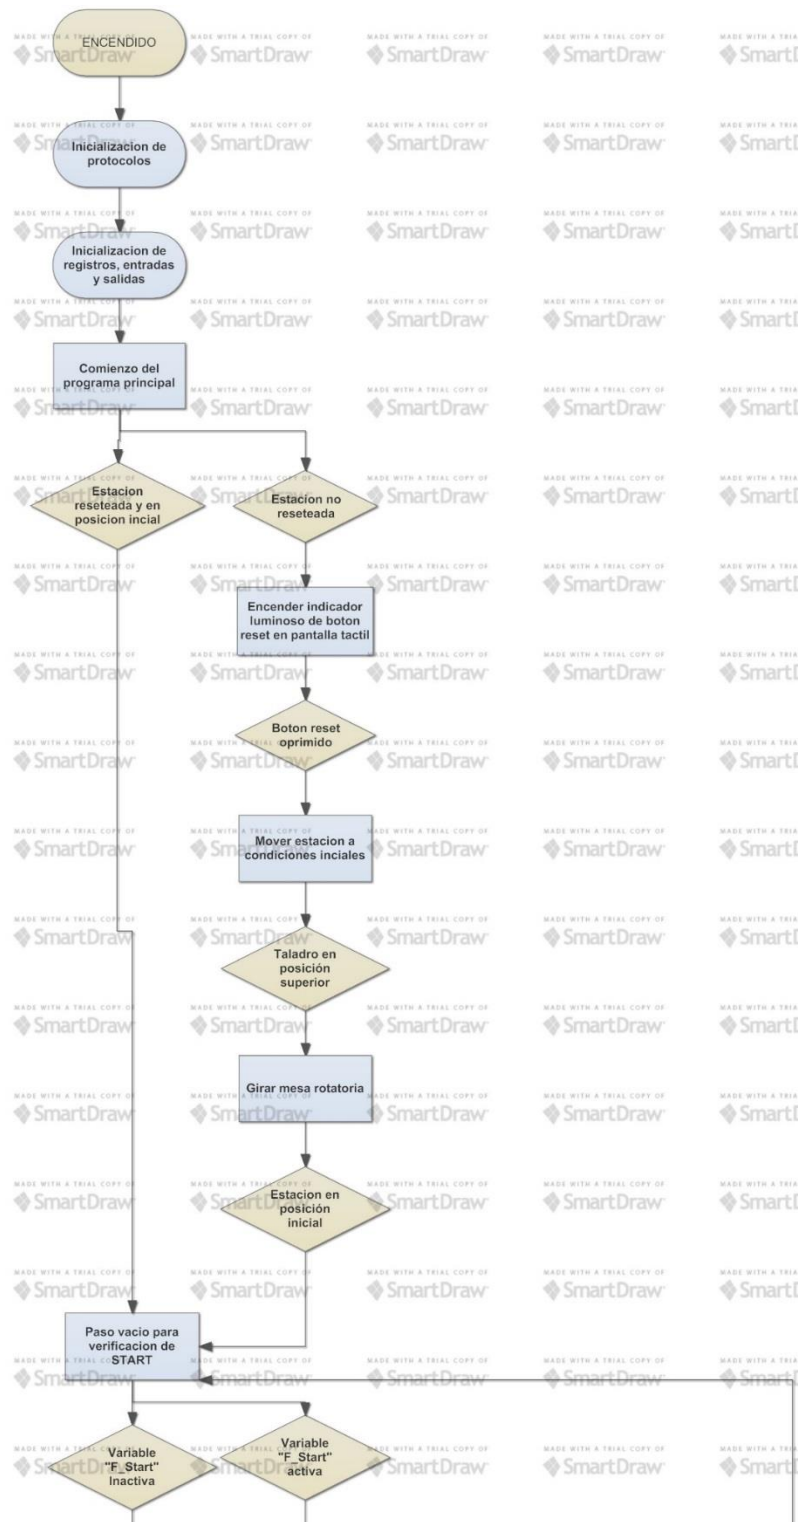 ENCENDIDO
Inicializacion de
protocolos
Inicializacion de
registros, entradas
y salidas
Comienzo del
programa principal
Estacion
reseteada y en
posicion incial
Estacion no
reseteada
Encender indicador
luminoso de boton
reset en pantalla tactil
Boton reset
oprimido
Mover estacion a
condiciones inciales
Taladro en
posición
superior
Girar mesa rotatoria
Estacion en
posición
inicial
Paso vacio para
verificacion de
START
Variable
"F_Start"
Inactiva
Variable
"F_Start"
activa
MADE WITH A TRIAL COPY OF
SmartDraw